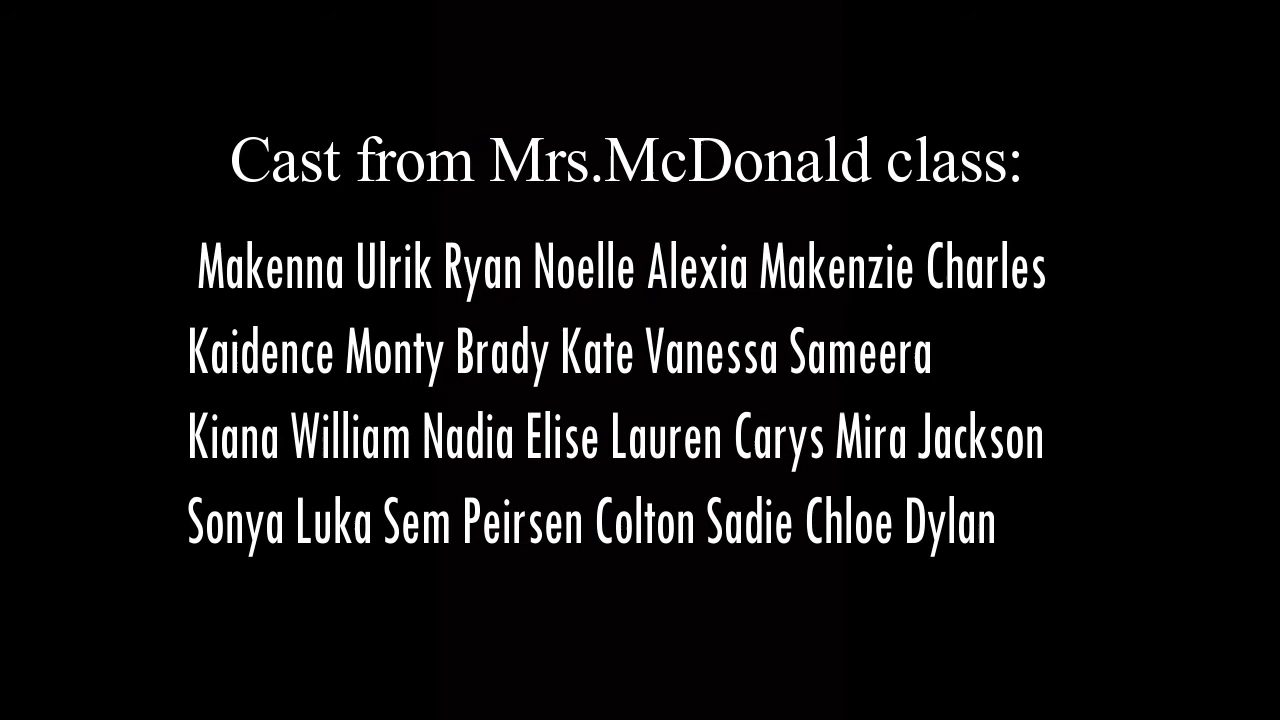 Cast from Mrs.McDonald class:
Makenna Ulrik Ryan Noelle Alexia Makenzie Charles
Kaidence Monty Brady Kate Vanessa Sameera
Kiana William Nadia Elise Lauren Carys Mira Jackson
Sonya Luka Sem Peirsen Colton Sadie Chloe Dylan